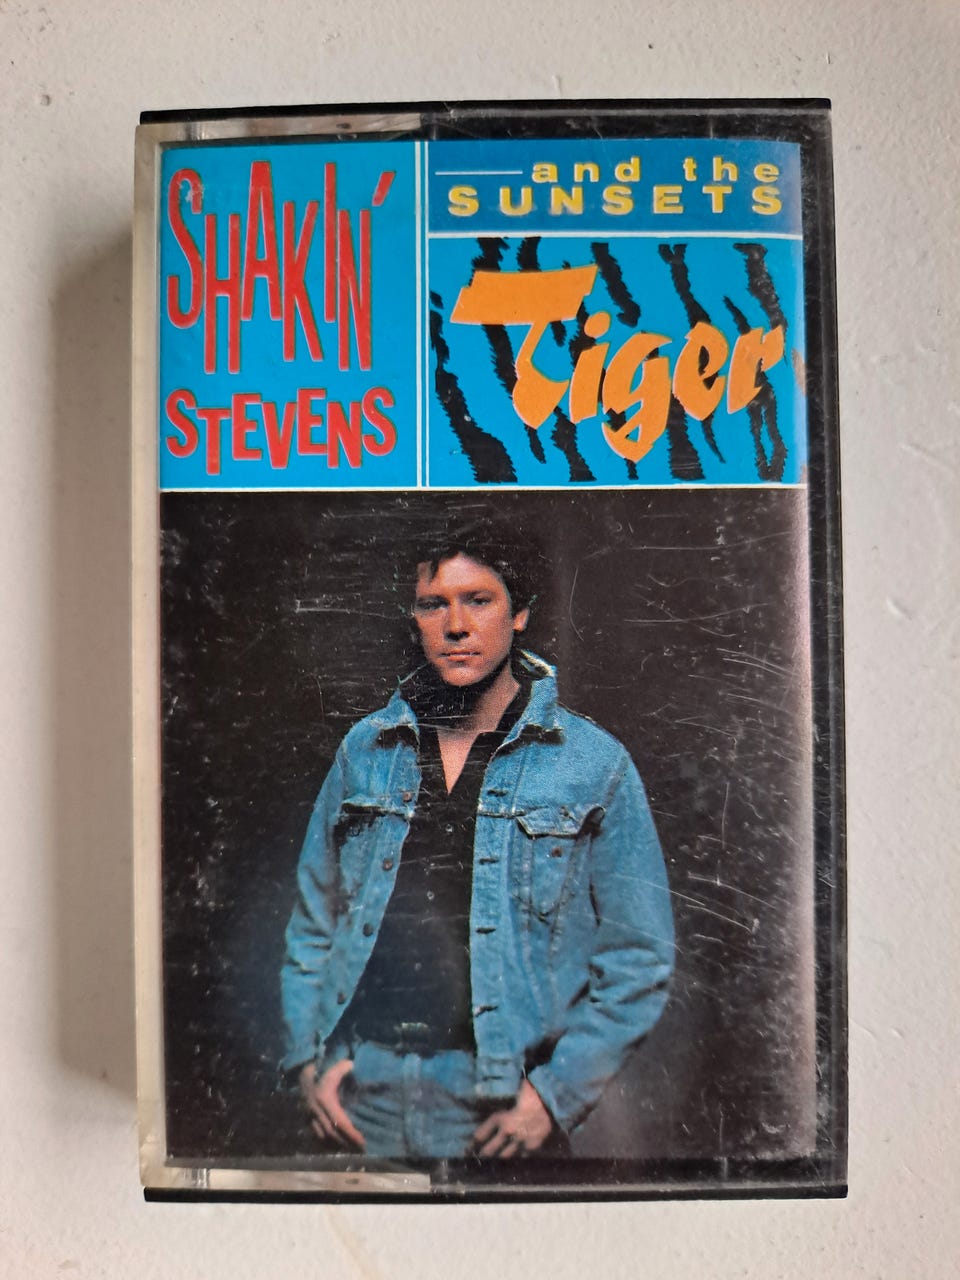 SHAKIN'
STEVENS
and the
SUNSETS
Tiger